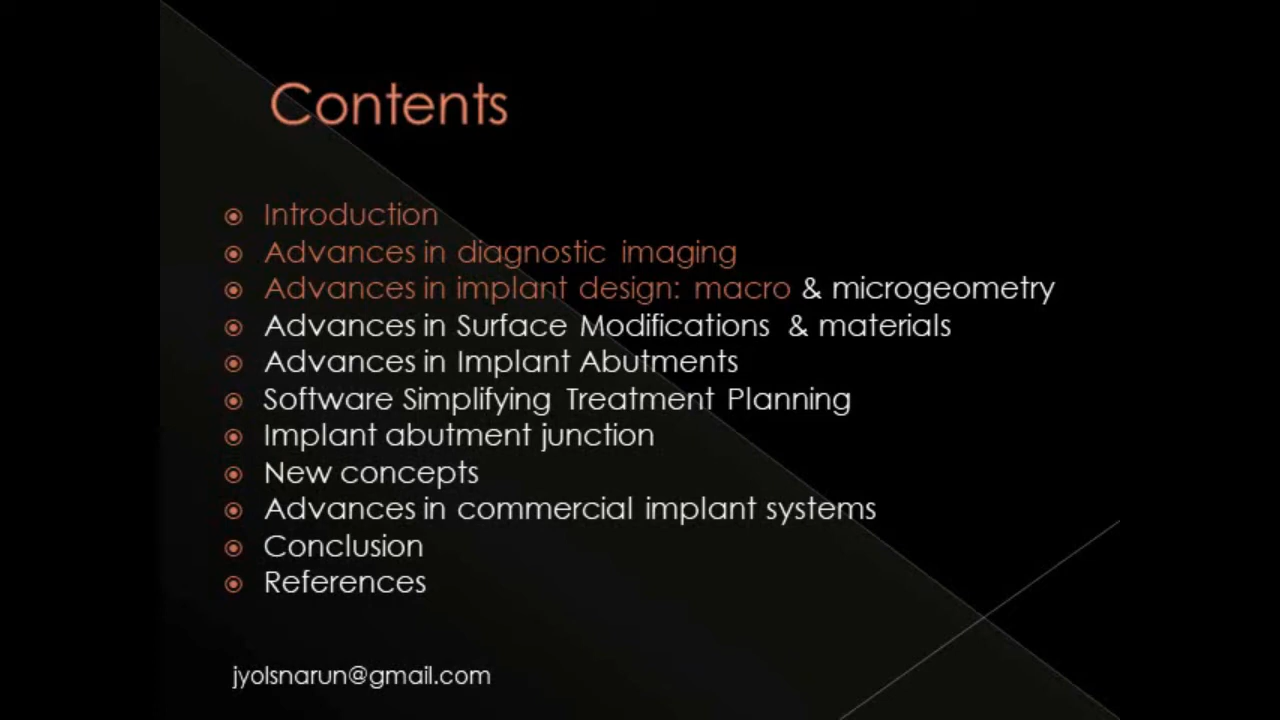 Contents
Introduction
Advances in diagnostic imaging
Advances in implant design: macro & microgeometry
Advances in Surface Modifications & materials
Advances in Implant Abutments
Software Simplifying Treatment Planning
Implant abutment junction
New concepts
Advances in commercial implant systems
Conclusion
References
jyolsnarun@gmail.com